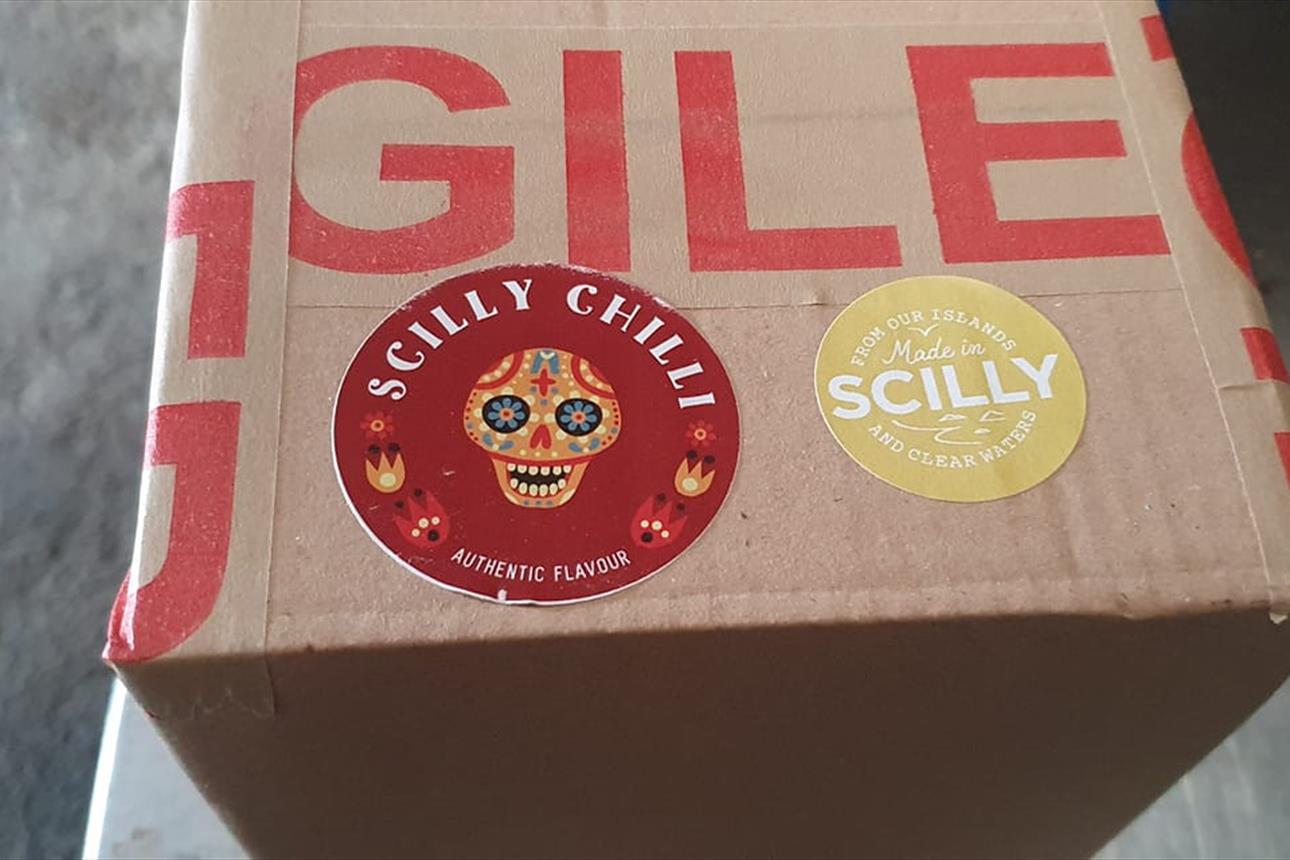 GILE
SCILLY CHILLI
AUTHENTIC FLAVOUR
FROM OUR ISLANDS
Made in
SCILLY
AND CLEAR WATERS